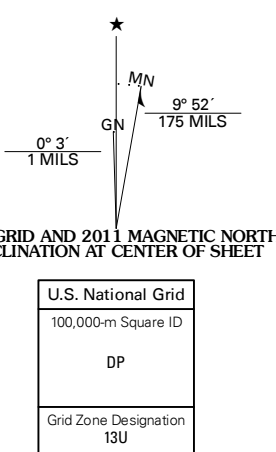 ★
MN
GN
9° 52´
175 MILS
0° 3´
1 MILS
GRID AND 2011 MAGNETIC NORTH
CLINATION AT CENTER OF SHEET
U.S. National Grid
100,000-m Square ID
DP
Grid Zone Designation
13U